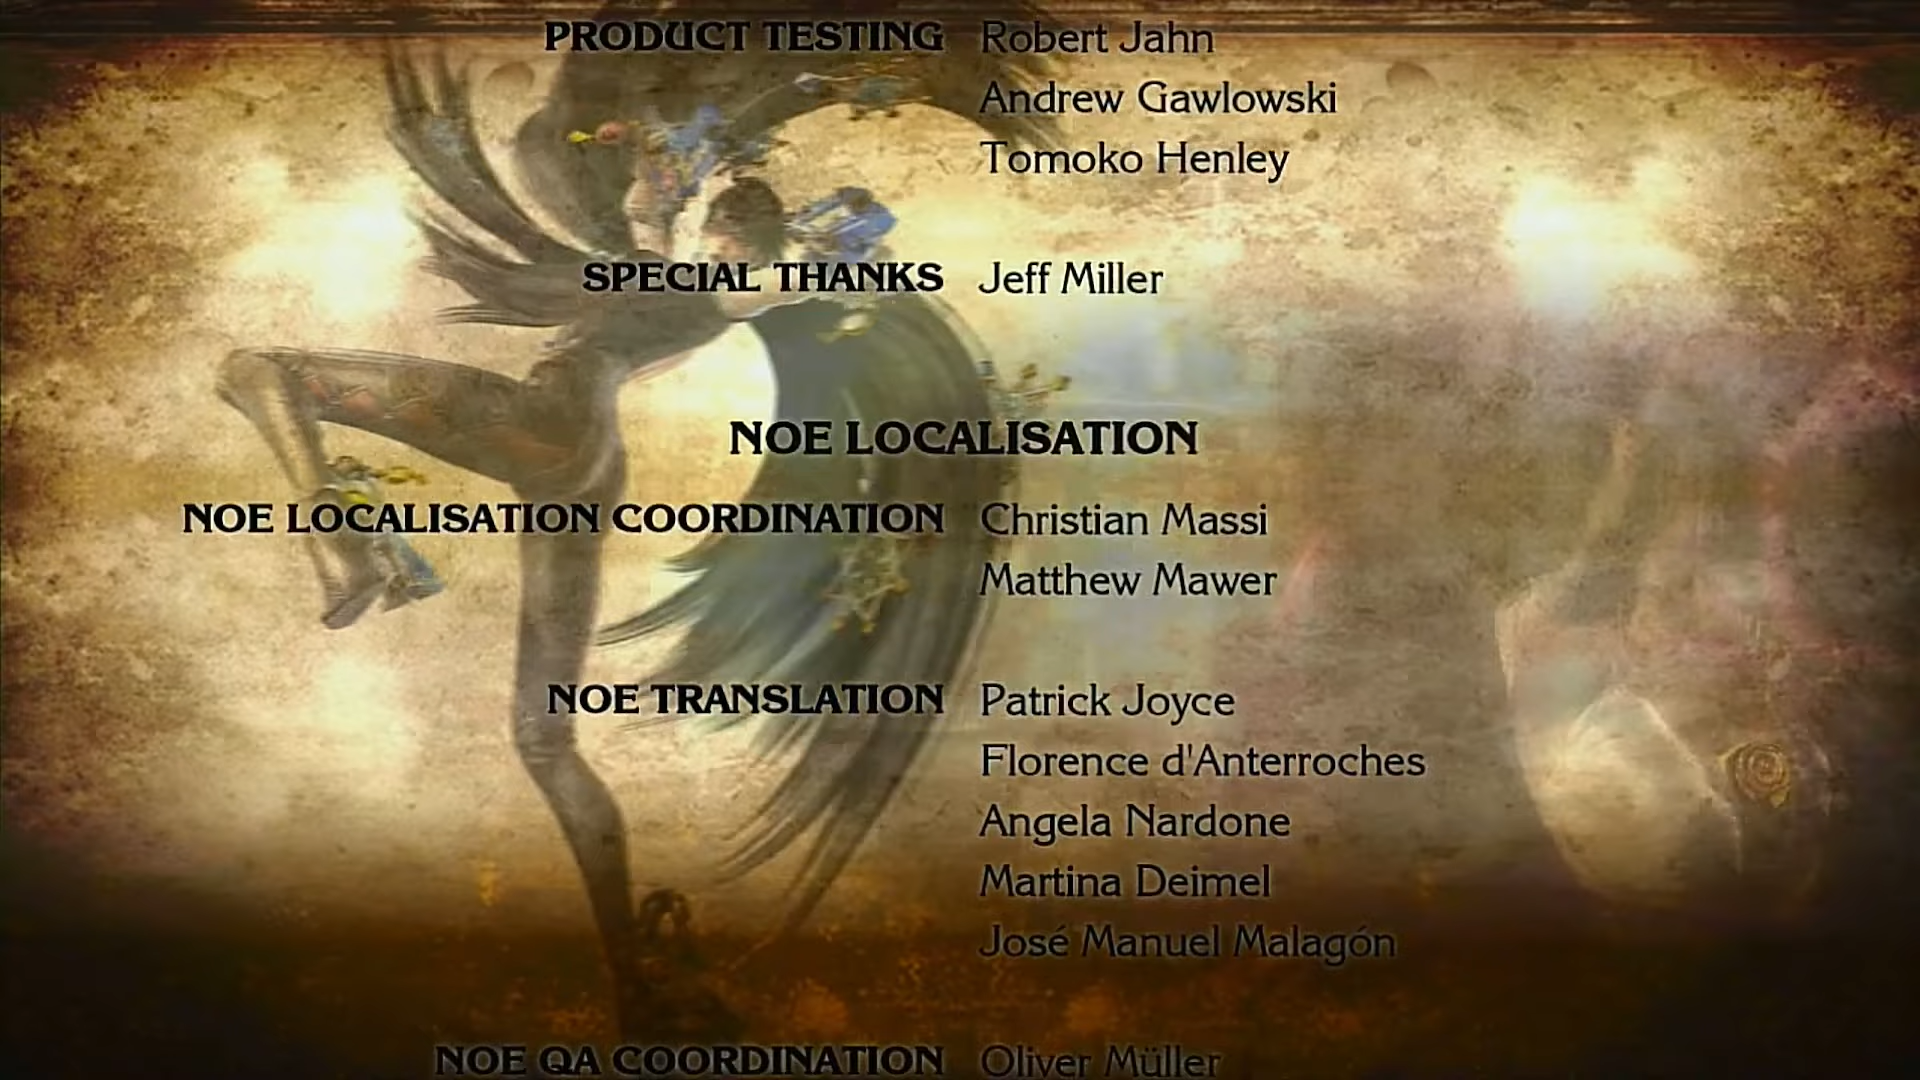 PRODUCT TESTING Robert Jahn
Andrew Gawlowski
Tomoko Henley
SPECIAL THANKS Jeff Miller
NOE LOCALISATION
NOE LOCALISATION COORDINATION Christian Massi
Matthew Mawer
NOE TRANSLATION Patrick Joyce
Florence d'Anterroches
Angela Nardone
Martina Deimel
José Manuel Malagón
NOE QA COORDINATION Oliver Müller